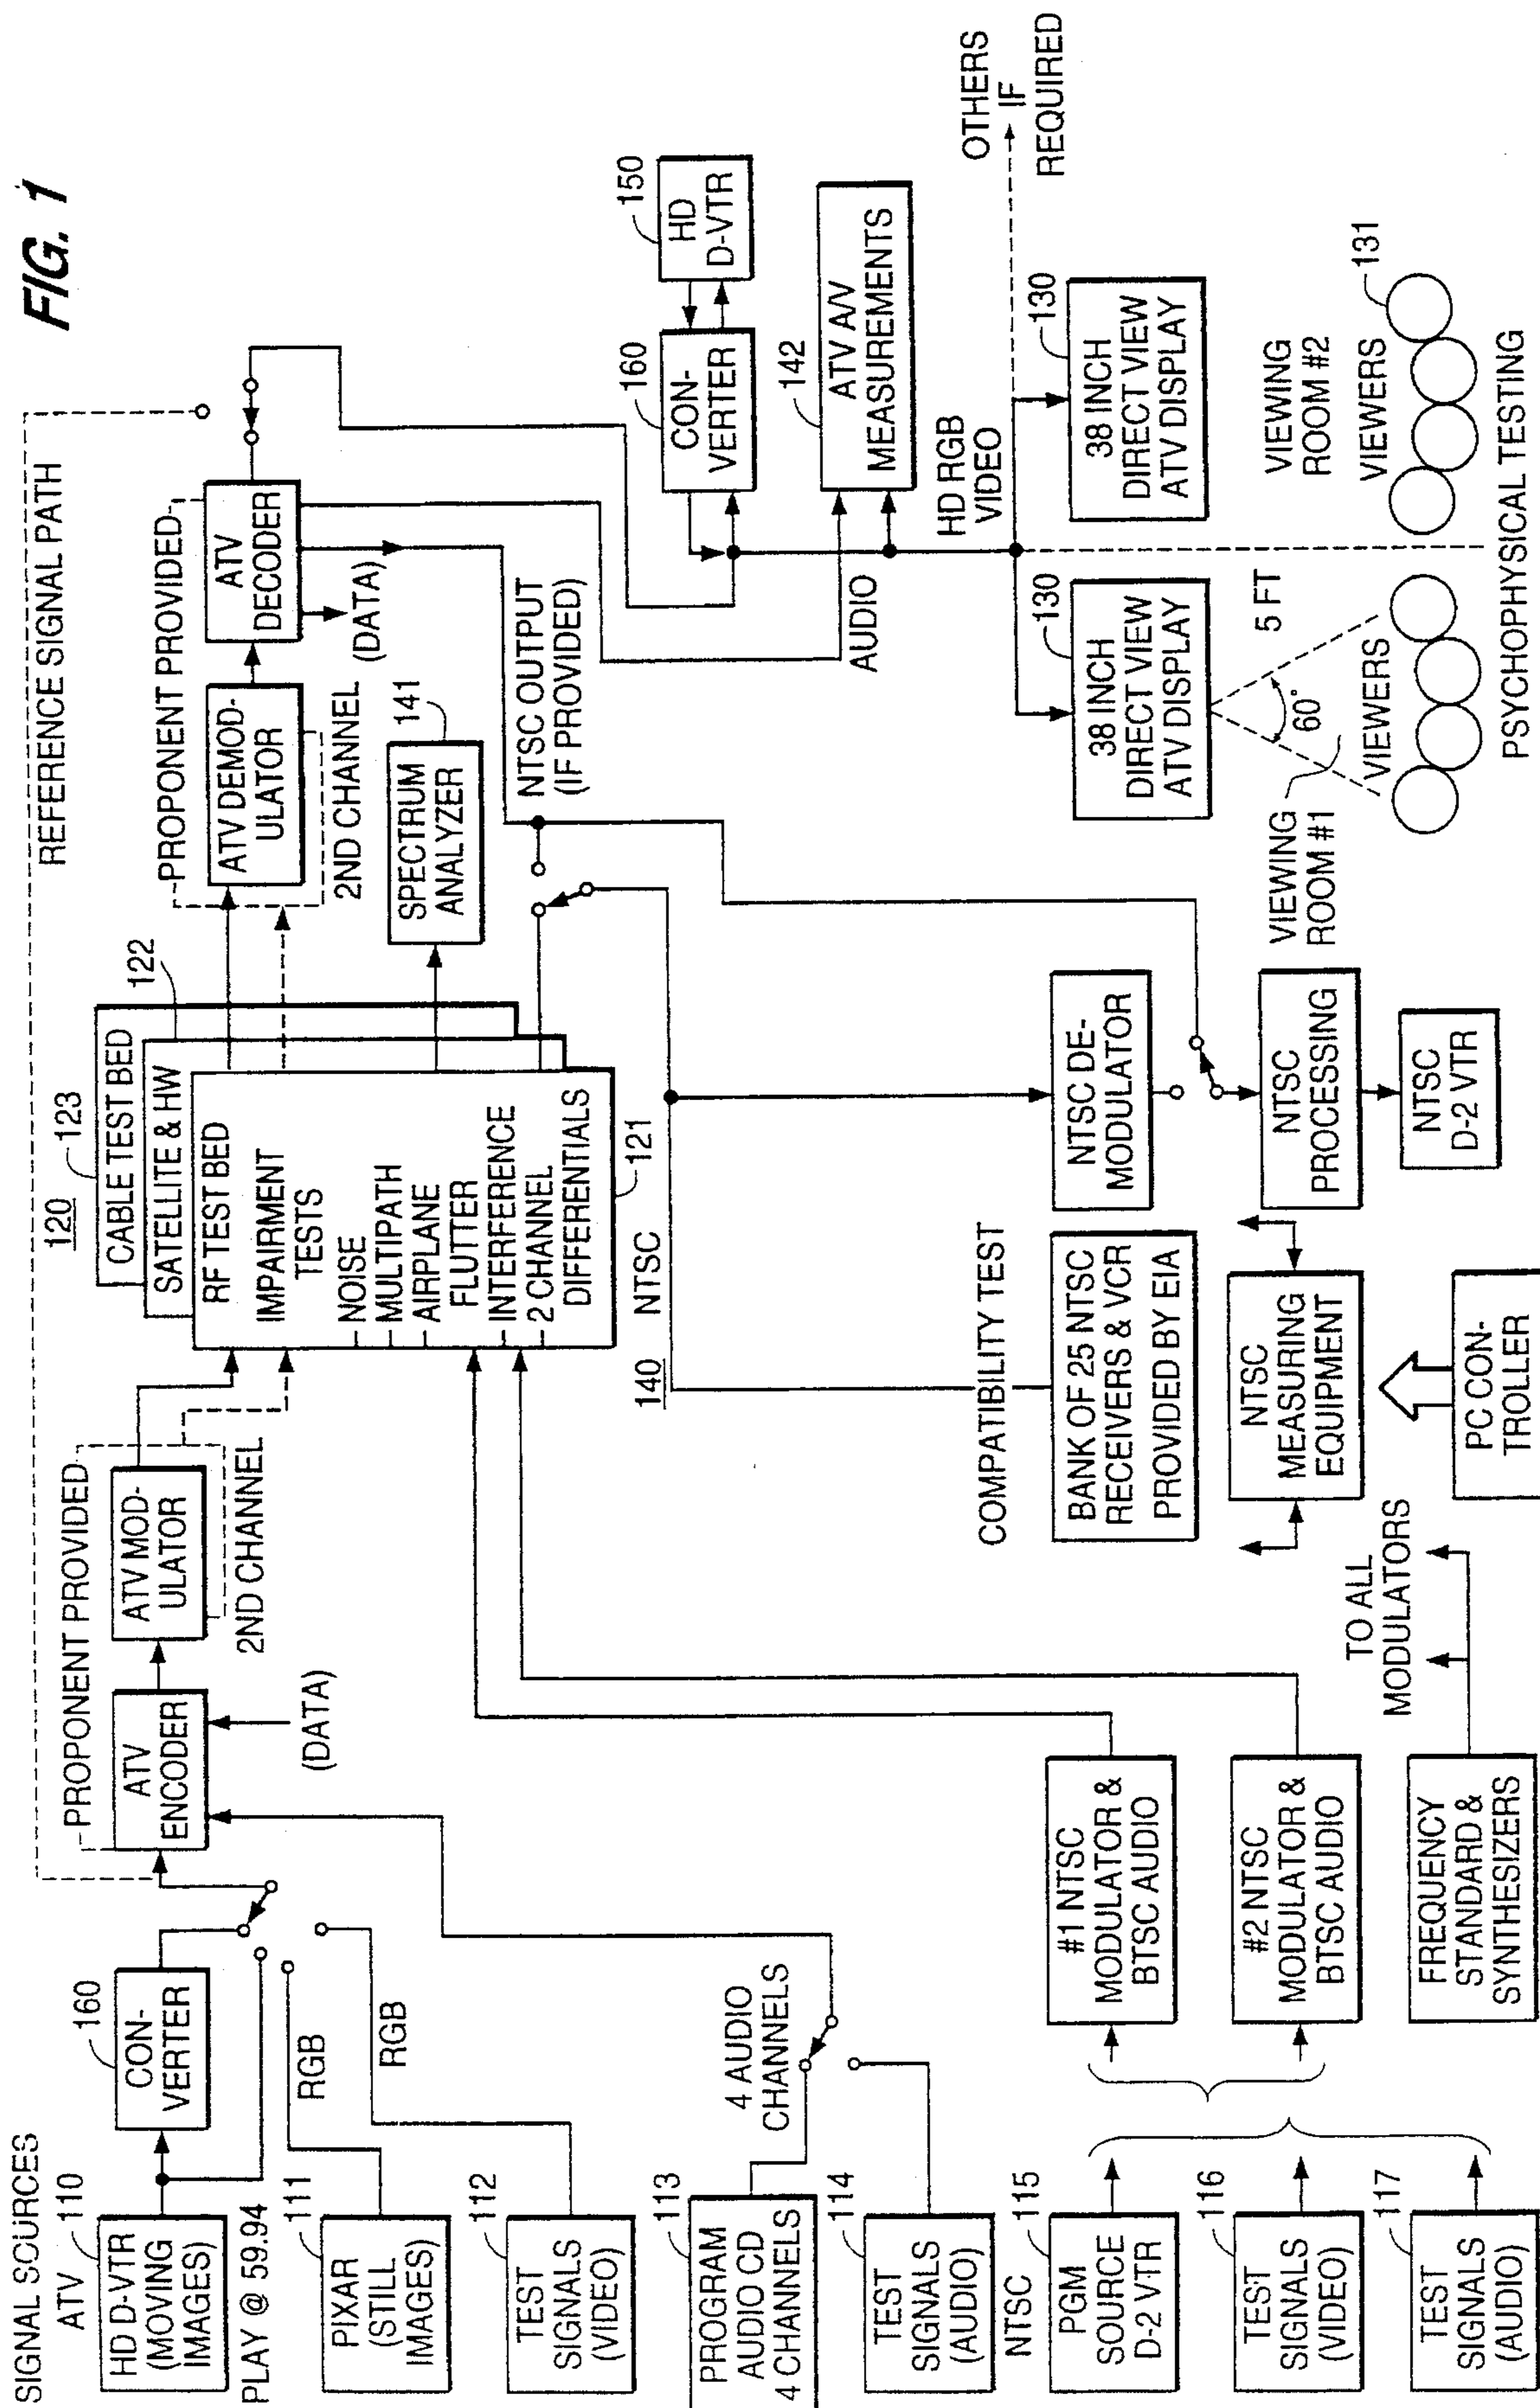 FIG. 1
SIGNAL SOURCES
ATV
110
HD D-VTR
(MOVING
IMAGES)
PLAY @ 59.94
111
PIXAR
(STILL
IMAGES)
112
TEST
SIGNALS
(VIDEO)
113
PROGRAM
AUDIO CD
4 CHANNELS
114
TEST
SIGNALS
(AUDIO)
NTSC
115
PGM
SOURCE
D-2 VTR
116
TEST
SIGNALS
(VIDEO)
117
TEST
SIGNALS
(AUDIO)
160
CON-
VERTER
RGB
RGB
4 AUDIO
CHANNELS
#1 NTSC
MODULATOR &
BTSC AUDIO
#2 NTSC
MODULATOR &
BTSC AUDIO
FREQUENCY
STANDARD &
SYNTHESIZERS
TO ALL
MODULATORS
REFERENCE SIGNAL PATH
PROPONENT PROVIDED
ATV
ENCODER
(DATA)
ATV MOD-
ULATOR
2ND CHANNEL
120
123
CABLE TEST BED
122
SATELLITE & HW
RF TEST BED
IMPAIRMENT
TESTS
NOISE
MULTIPATH
AIRPLANE
FLUTTER
INTERFERENCE
2 CHANNEL
DIFFERENTIALS
121
NTSC
140
COMPATIBILITY TEST
BANK OF 25 NTSC
RECEIVERS & VCR
PROVIDED BY EIA
NTSC
MEASURING
EQUIPMENT
PC CON-
TROLLER
NTSC DE-
MODULATOR
NTSC
PROCESSING
NTSC
D-2 VTR
PROPONENT PROVIDED
ATV DEMOD-
ULATOR
2ND CHANNEL
ATV
DECODER
(DATA)
141
SPECTRUM
ANALYZER
NTSC OUTPUT
(IF PROVIDED)
AUDIO
160
CON-
VERTER
150
HD
D-VTR
142
ATV A/V
MEASUREMENTS
HD RGB
VIDEO
OTHERS
IF
REQUIRED
130
38 INCH
DIRECT VIEW
ATV DISPLAY
60°
5 FT
VIEWERS
VIEWING
ROOM #1
130
38 INCH
DIRECT VIEW
ATV DISPLAY
VIEWING
ROOM #2
VIEWERS
131
PSYCHOPHYSICAL TESTING